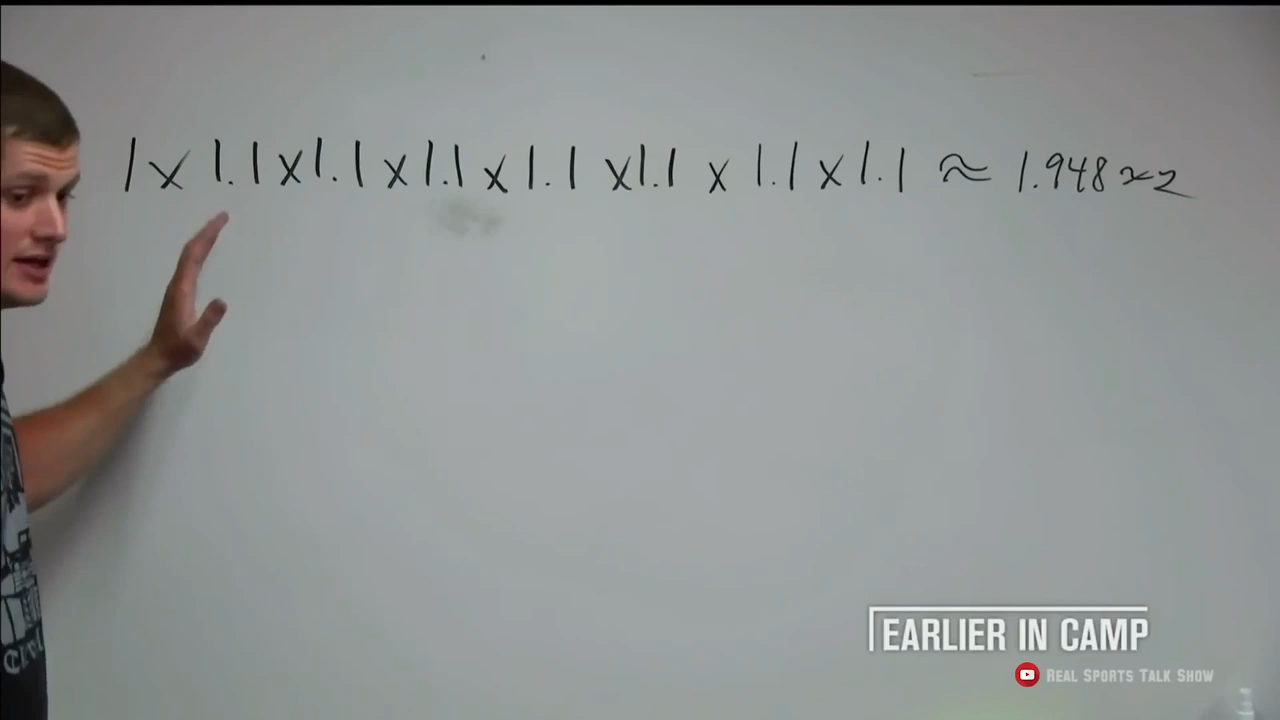 1 x 1.1 x 1.1 x 1.1 x 1.1 x 1.1 x 1.1 x 1.1 ≈ 1.948 ≈ 2
EARLIER IN CAMP
REAL SPORTS TALK SHOW